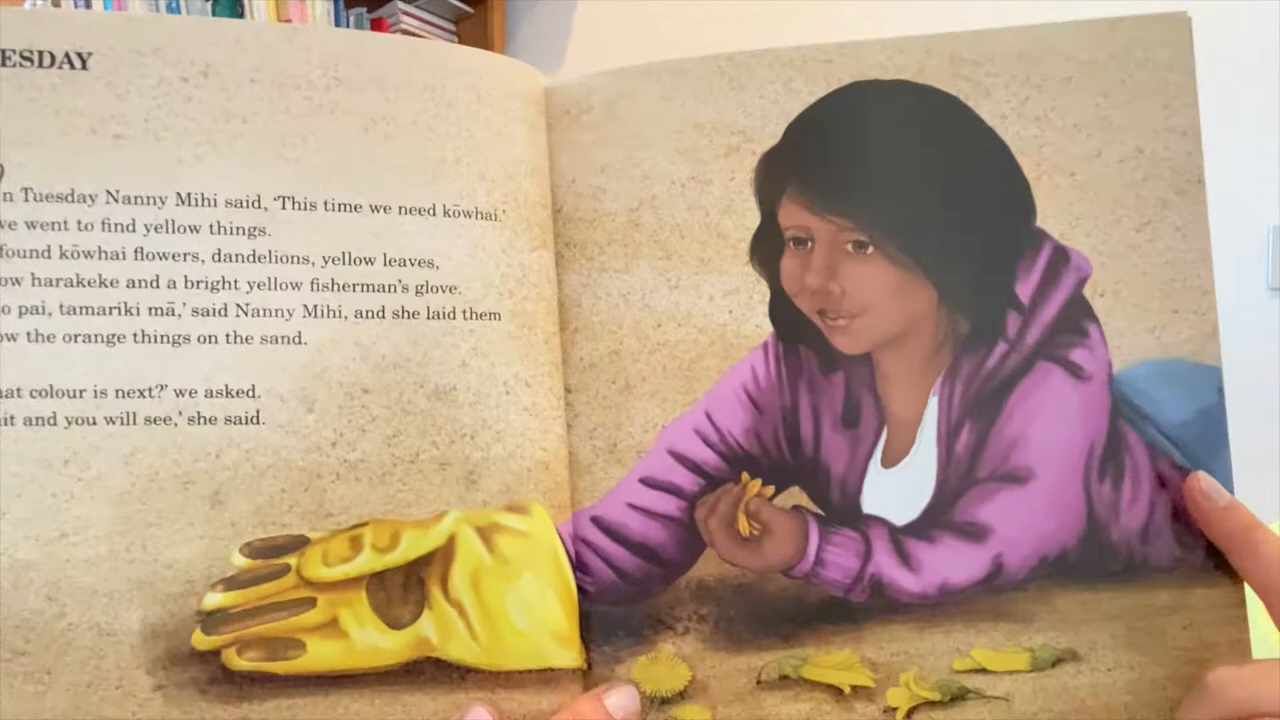 ESDAY
n Tuesday Nanny Mihi said, ‘This time we need kōwhai.’
ve went to find yellow things.
found kōwhai flowers, dandelions, yellow leaves,
ow harakeke and a bright yellow fisherman’s glove.
o pai, tamariki mā,’ said Nanny Mihi, and she laid them
ow the orange things on the sand.
hat colour is next?’ we asked.
ait and you will see,’ she said.